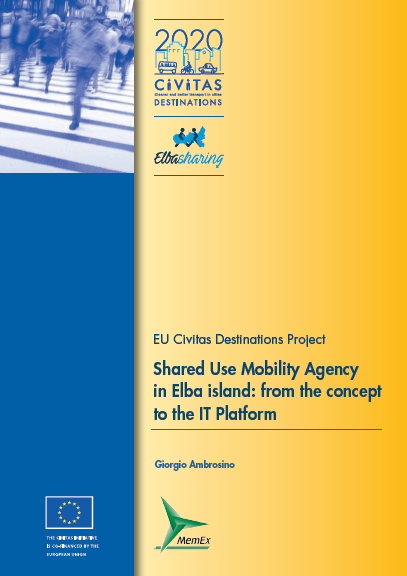 2020
CiViTAS
Cleaner and better transport in cities
DESTINATIONS
Elbasharing
EU Civitas Destinations Project
Shared Use Mobility Agency
in Elba island: from the concept
to the IT Platform
Giorgio Ambrosino
THE CIVITAS INITIATIVE
IS CO-FINANCED BY THE
EUROPEAN UNION
MemEx